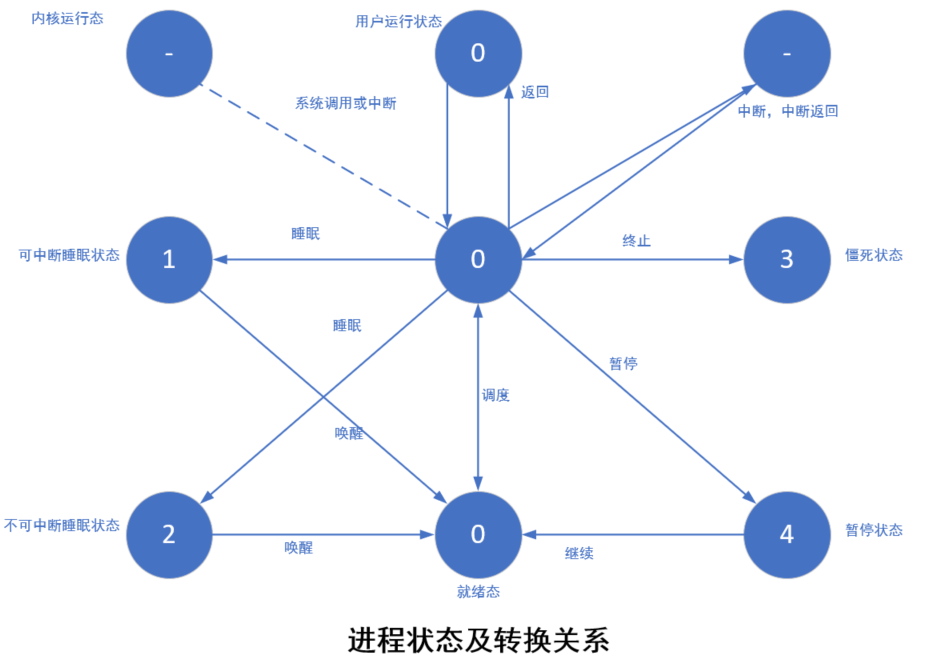 内核运行态
-
用户运行状态
0
-
系统调用或中断
返回
中断，中断返回
可中断睡眠状态
1
睡眠
0
终止
3
僵死状态
睡眠
暂停
调度
唤醒
不可中断睡眠状态
2
唤醒
0
继续
4
暂停状态
就绪态
进程状态及转换关系